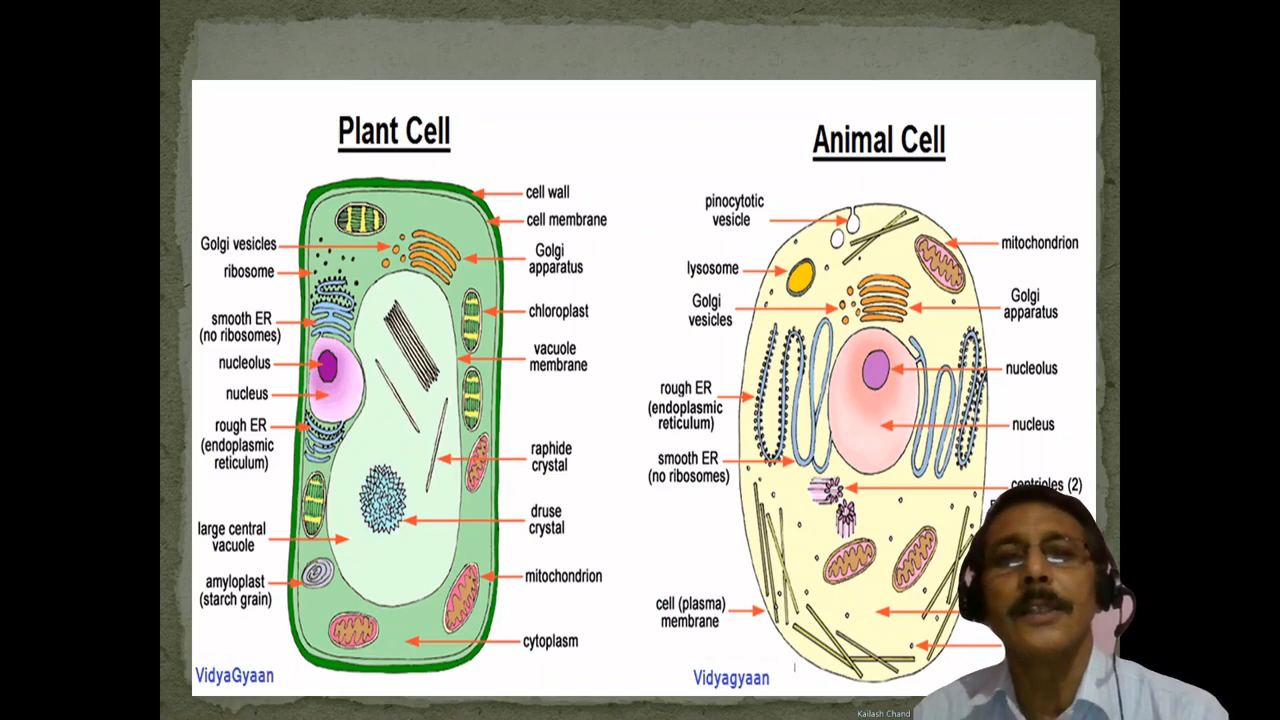 Plant Cell
cell wall
cell membrane
Golgi vesicles
Golgi
apparatus
ribosome
chloroplast
smooth ER
(no ribosomes)
vacuole
membrane
nucleolus
nucleus
rough ER
(endoplasmic
reticulum)
raphide
crystal
druse
crystal
large central
vacuole
mitochondrion
amyloplast
(starch grain)
cytoplasm
VidyaGyaan
Animal Cell
pinocytotic
vesicle
mitochondrion
lysosome
Golgi
vesicles
Golgi
apparatus
nucleolus
rough ER
(endoplasmic
reticulum)
nucleus
smooth ER
(no ribosomes)
centrioles (2)
cell (plasma)
membrane
Vidyagyaan
Kailash Chand